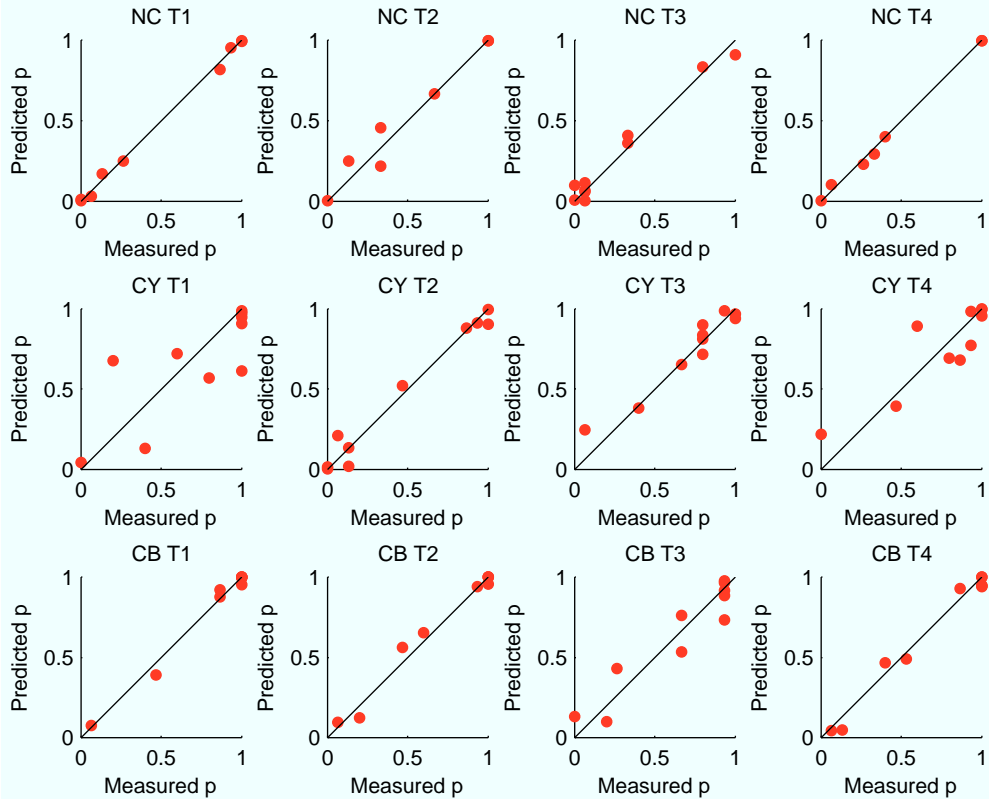 NC T1 NC T2 NC T3 NC T4
1 1 1 1
Predicted p Predicted p Predicted p Predicted p
0.5 0.5 0.5 0.5
0 0 0 0
0 0.5 1 0 0.5 1 0 0.5 1 0 0.5 1
Measured p Measured p Measured p Measured p
CY T1 CY T2 CY T3 CY T4
1 1 1 1
Predicted p Predicted p Predicted p Predicted p
0.5 0.5 0.5 0.5
0 0 0 0
0 0.5 1 0 0.5 1 0 0.5 1 0 0.5 1
Measured p Measured p Measured p Measured p
CB T1 CB T2 CB T3 CB T4
1 1 1 1
Predicted p Predicted p Predicted p Predicted p
0.5 0.5 0.5 0.5
0 0 0 0
0 0.5 1 0 0.5 1 0 0.5 1 0 0.5 1
Measured p Measured p Measured p Measured p